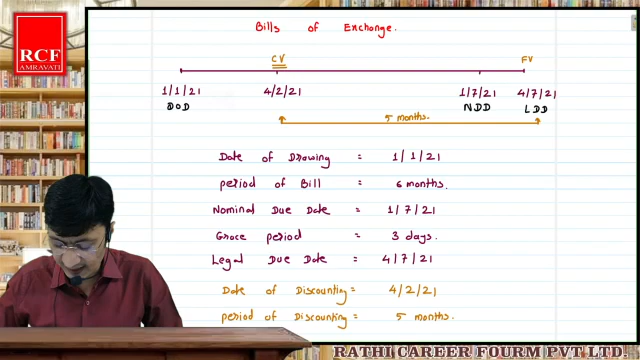 RCF
AMRAVATI
Bills of Exchange.
CV FV
1/1/21 4/2/21 1/7/21 4/7/21
DOD NDD LDD
5 months.
Date of Drawing = 1/1/21
period of Bill = 6 months.
Nominal Due Date = 1/7/21
Grace period = 3 days.
Legal Due Date = 4/7/21
Date of Discounting = 4/2/21
period of Discounting = 5 months.
RATHI CAREER FOURM PVT LTD.